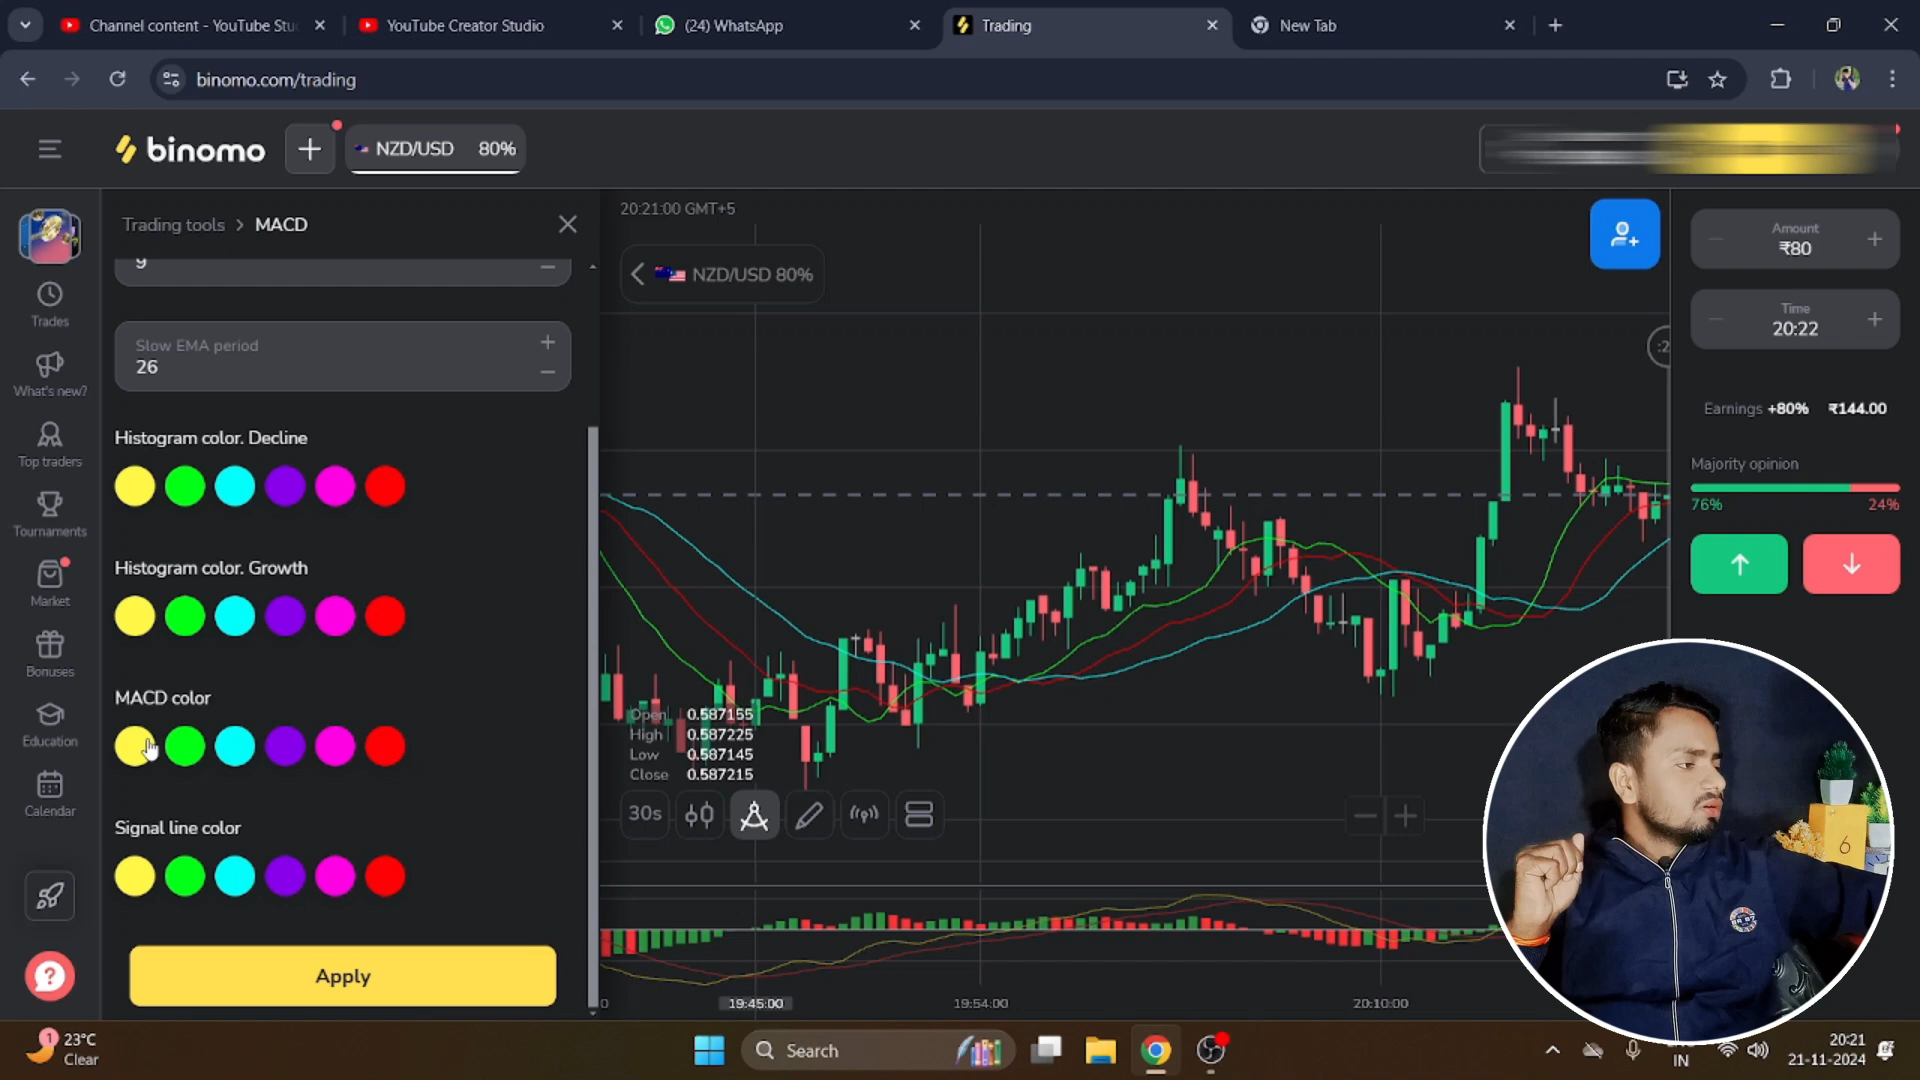 Channel content - YouTube Stu
YouTube Creator Studio
(24) WhatsApp
Trading
New Tab
binomo.com/trading
binomo
NZD/USD 80%
Trading tools > MACD
20:21:00 GMT+5
Amount
₹80
9
NZD/USD 80%
Trades
Time
20:22
Slow EMA period
26
What's new?
Earnings +80% ₹144.00
Histogram color. Decline
Top traders
Majority opinion
76% 24%
Tournaments
Histogram color. Growth
Market
Bonuses
MACD color
Open 0.587155
High 0.587225
Low 0.587145
Close 0.587215
Education
Calendar
30s
Signal line color
6
Apply
19:45:00
19:54:00
20:10:00
1
23°C
Clear
Search
IN
20:21
21-11-2024